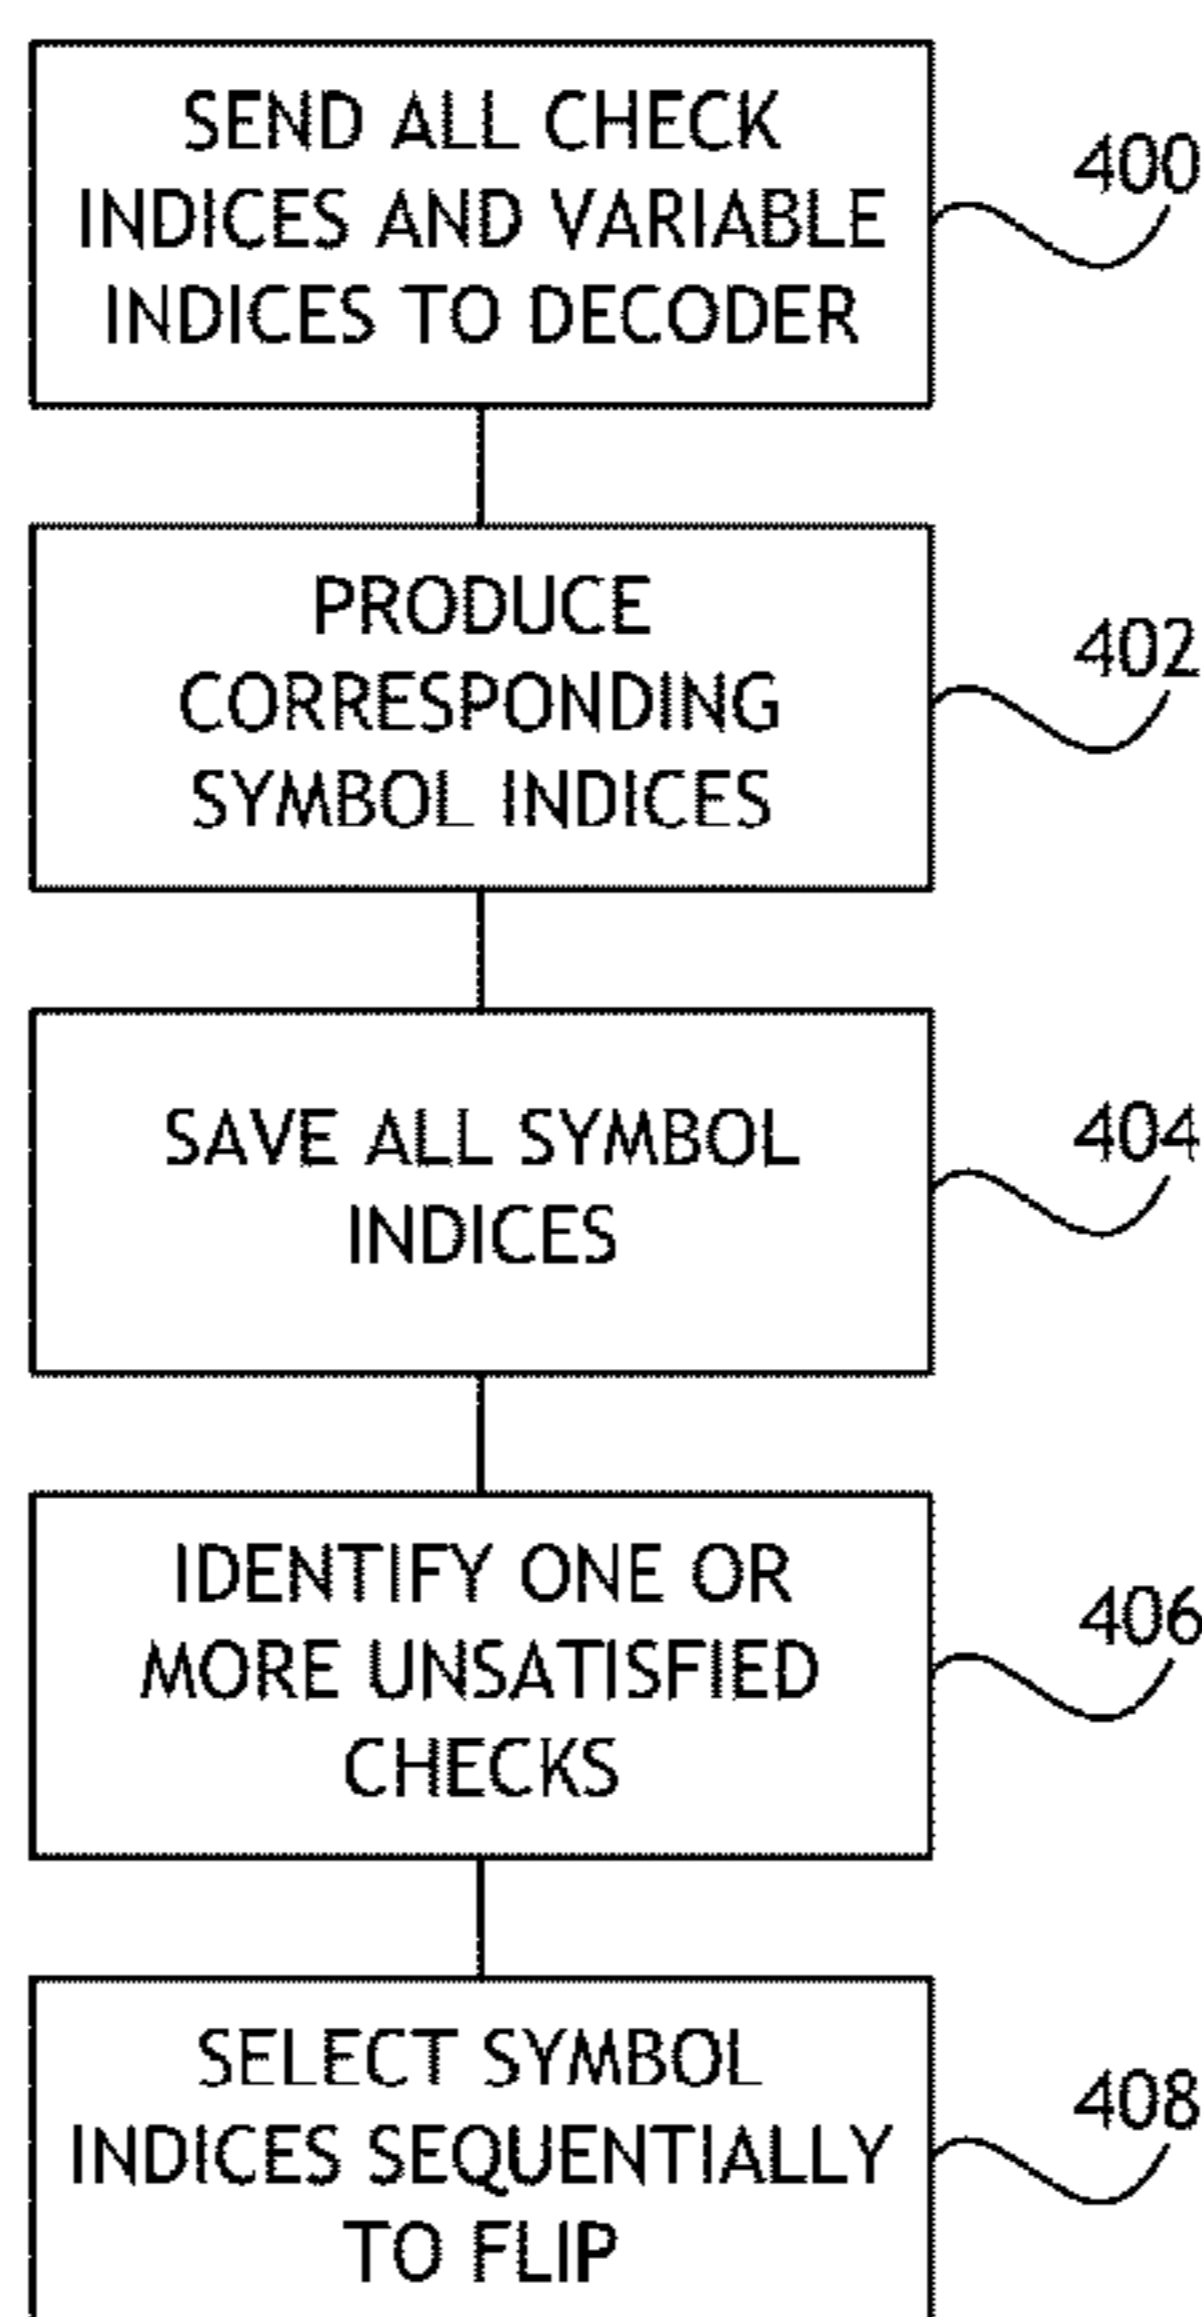 SEND ALL CHECK
INDICES AND VARIABLE
INDICES TO DECODER
400
PRODUCE
CORRESPONDING
SYMBOL INDICES
402
SAVE ALL SYMBOL
INDICES
404
IDENTIFY ONE OR
MORE UNSATISFIED
CHECKS
406
SELECT SYMBOL
INDICES SEQUENTIALLY
TO FLIP
408